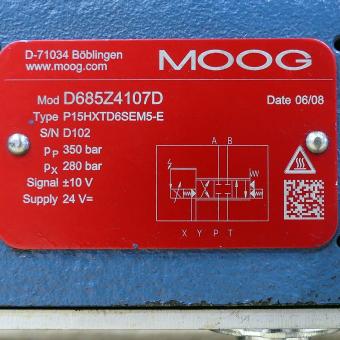 D-71034 Böblingen
www.moog.com
MOOG
Mod D685Z4107D
Date 06/08
Type P15HXTD6SEM5-E
S/N D102
pP 350 bar
pX 280 bar
Signal ±10 V
Supply 24 V=
A B
X Y P T